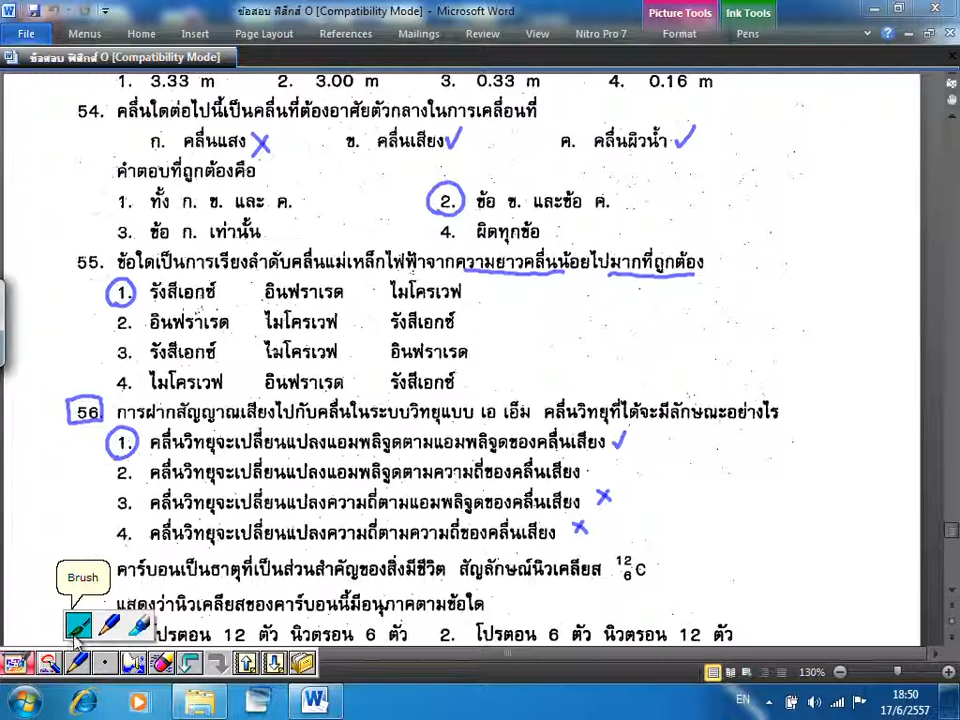 ข้อสอบ ฟิสิกส์ O [Compatibility Mode] - Microsoft Word
Picture Tools
Ink Tools
File Menus Home Insert Page Layout References Mailings Review View Nitro Pro 7 Format Pens
ข้อสอบ ฟิสิกส์ O [Compatibility Mode]
1. 3.33 m 2. 3.00 m 3. 0.33 m 4. 0.16 m
54. คลื่นใดต่อไปนี้เป็นคลื่นที่ต้องอาศัยตัวกลางในการเคลื่อนที่
ก. คลื่นแสง ข. คลื่นเสียง ค. คลื่นผิวน้ำ
คำตอบที่ถูกต้องคือ
1. ทั้ง ก. ข. และ ค. 2. ข้อ ข. และข้อ ค.
3. ข้อ ก. เท่านั้น 4. ผิดทุกข้อ
55. ข้อใดเป็นการเรียงลำดับคลื่นแม่เหล็กไฟฟ้าจากความยาวคลื่นน้อยไปมากที่ถูกต้อง
1. รังสีเอกซ์ อินฟราเรด ไมโครเวฟ
2. อินฟราเรด ไมโครเวฟ รังสีเอกซ์
3. รังสีเอกซ์ ไมโครเวฟ อินฟราเรด
4. ไมโครเวฟ อินฟราเรด รังสีเอกซ์
56. การฝากสัญญาณเสียงไปกับคลื่นในระบบวิทยุแบบ เอ เอ็ม คลื่นวิทยุที่ได้จะมีลักษณะอย่างไร
1. คลื่นวิทยุจะเปลี่ยนแปลงแอมพลิจูดตามแอมพลิจูดของคลื่นเสียง
2. คลื่นวิทยุจะเปลี่ยนแปลงแอมพลิจูดตามความถี่ของคลื่นเสียง
3. คลื่นวิทยุจะเปลี่ยนแปลงความถี่ตามแอมพลิจูดของคลื่นเสียง
4. คลื่นวิทยุจะเปลี่ยนแปลงความถี่ตามความถี่ของคลื่นเสียง
คาร์บอนเป็นธาตุที่เป็นส่วนสำคัญของสิ่งมีชีวิต สัญลักษณ์นิวเคลียส ¹²₆C
Brush
แสดงว่านิวเคลียสของคาร์บอนนี้มีอนุภาคตามข้อใด
โปรตอน 12 ตัว นิวตรอน 6 ตัว 2. โปรตอน 6 ตัว นิวตรอน 12 ตัว
130%
EN
18:50
17/6/2557